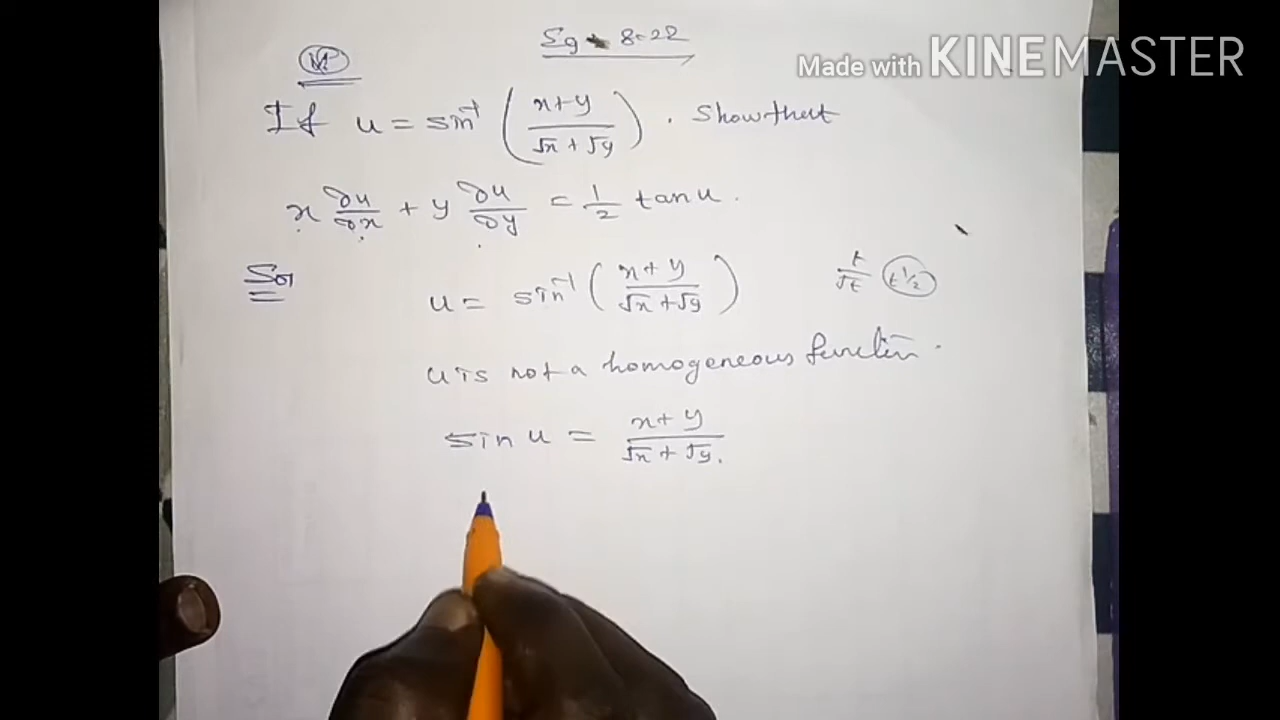 Eg 8.22
Made with KINEMASTER
If u = sin⁻¹ (x+y / √x + √y) . Show that
x ∂u/∂x + y ∂u/∂y = 1/2 tan u.
Sol
u = sin⁻¹ (x+y / √x + √y)
t/√t t^1/2
u is not a homogeneous function.
sin u = x+y / √x + √y.